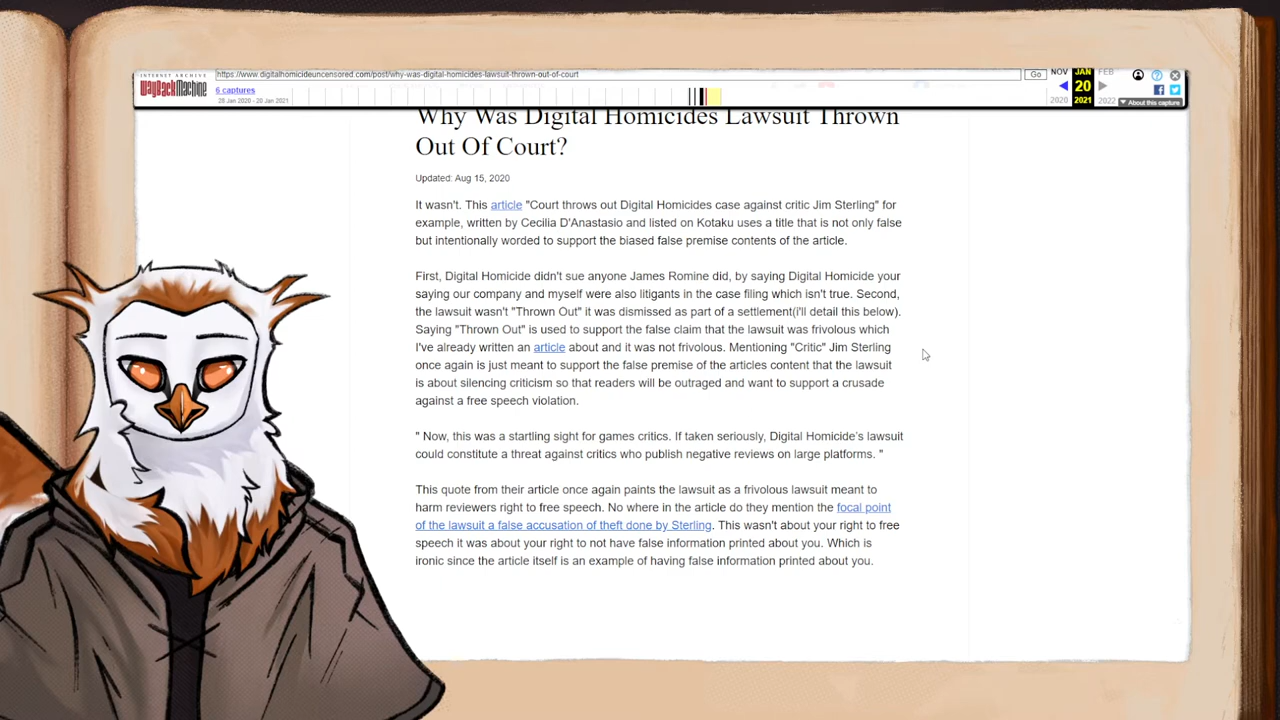 INTERNET ARCHIVE
WayBackMachine
https://www.digitalhomicideuncensored.com/post/why-was-digital-homicides-lawsuit-thrown-out-of-court
Go
NOV
JAN
FEB
6 captures
20
28 Jan 2020 - 20 Jan 2021
2020
2021
2022
About this capture
Why Was Digital Homicides Lawsuit Thrown
Out Of Court?
Updated: Aug 15, 2020
It wasn't. This article "Court throws out Digital Homicides case against critic Jim Sterling" for
example, written by Cecilia D'Anastasio and listed on Kotaku uses a title that is not only false
but intentionally worded to support the biased false premise contents of the article.
First, Digital Homicide didn't sue anyone James Romine did, by saying Digital Homicide your
saying our company and myself were also litigants in the case filing which isn't true. Second,
the lawsuit wasn't "Thrown Out" it was dismissed as part of a settlement(i'll detail this below).
Saying "Thrown Out" is used to support the false claim that the lawsuit was frivolous which
I've already written an article about and it was not frivolous. Mentioning "Critic" Jim Sterling
once again is just meant to support the false premise of the articles content that the lawsuit
is about silencing criticism so that readers will be outraged and want to support a crusade
against a free speech violation.
" Now, this was a startling sight for games critics. If taken seriously, Digital Homicide's lawsuit
could constitute a threat against critics who publish negative reviews on large platforms. "
This quote from their article once again paints the lawsuit as a frivolous lawsuit meant to
harm reviewers right to free speech. No where in the article do they mention the focal point
of the lawsuit a false accusation of theft done by Sterling. This wasn't about your right to free
speech it was about your right to not have false information printed about you. Which is
ironic since the article itself is an example of having false information printed about you.